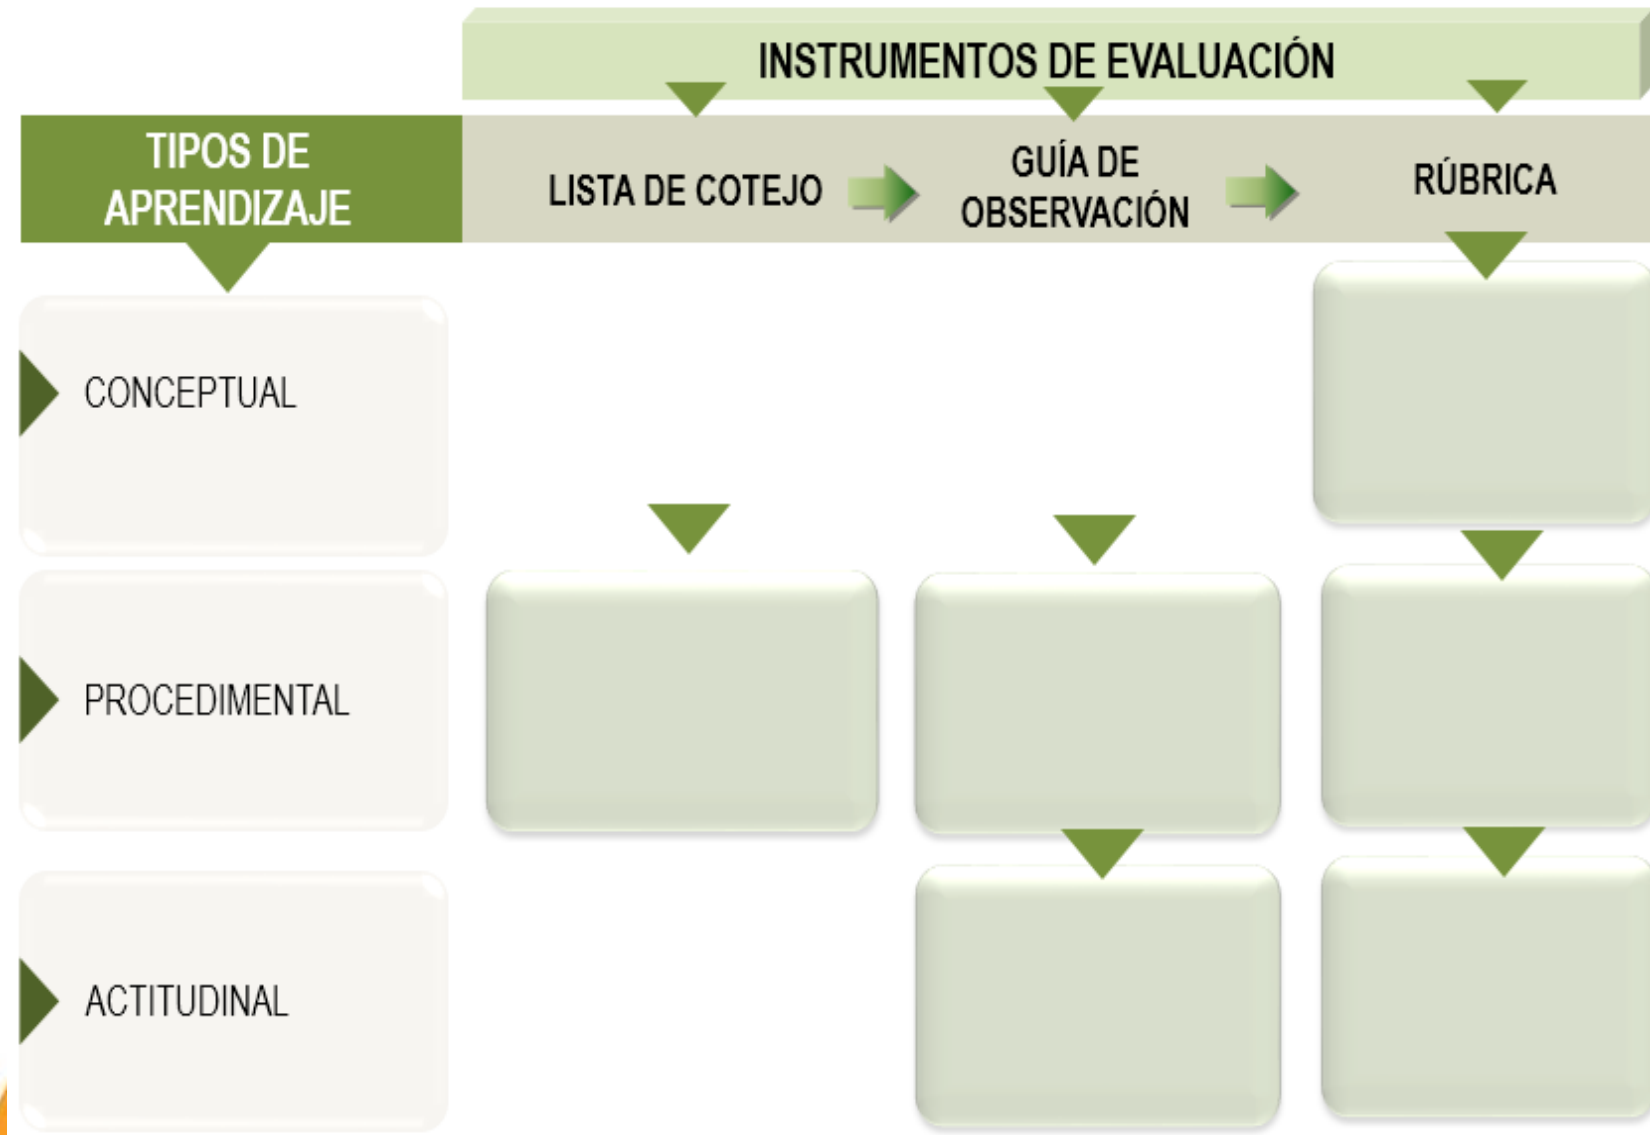 INSTRUMENTOS DE EVALUACIÓN
TIPOS DE
APRENDIZAJE
LISTA DE COTEJO
GUÍA DE
OBSERVACIÓN
RÚBRICA
CONCEPTUAL
PROCEDIMENTAL
ACTITUDINAL